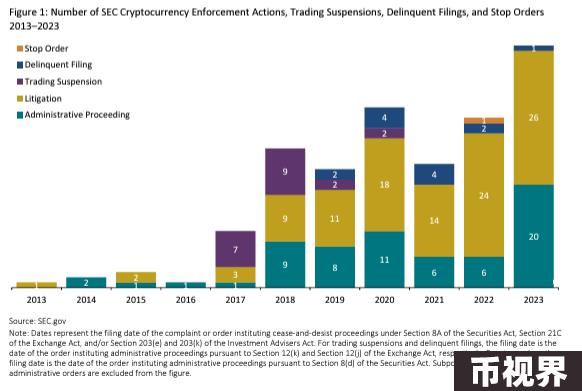 Figure 1: Number of SEC Cryptocurrency Enforcement Actions, Trading Suspensions, Delinquent Filings, and Stop Orders
2013–2023
Stop Order
Delinquent Filing
Trading Suspension
Litigation
Administrative Proceeding
1
2
2
1
1
7
3
1
9
9
9
2
2
11
8
4
2
18
11
4
14
6
1
2
24
6
1
26
20
2013 2014 2015 2016 2017 2018 2019 2020 2021 2022 2023
Source: SEC.gov
Note: Dates represent the filing date of the complaint or order instituting cease-and-desist proceedings under Section 8A of the Securities Act, Section 21C
of the Exchange Act, and/or Section 203(e) and 203(k) of the Investment Advisers Act. For trading suspensions and delinquent filings, the filing date is the
date of the order instituting administrative proceedings pursuant to Section 12(k) and Section 12(j) of the Exchange Act,
filing date is the date of the order instituting administrative proceedings pursuant to Section 8(d) of the Securities Act.
administrative orders are excluded from the figure.
币视界